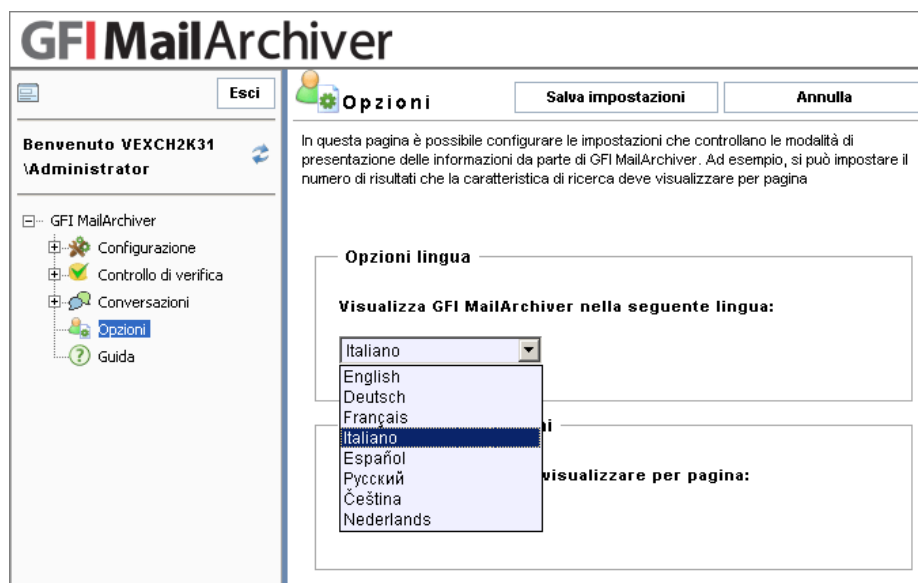 GFI MailArchiver
Esci
Benvenuto VEXCH2K31
\Administrator
GFI MailArchiver
Configurazione
Controllo di verifica
Conversazioni
Opzioni
Guida
Opzioni
Salva impostazioni
Annulla
In questa pagina è possibile configurare le impostazioni che controllano le modalità di
presentazione delle informazioni da parte di GFI MailArchiver. Ad esempio, si può impostare il
numero di risultati che la caratteristica di ricerca deve visualizzare per pagina
Opzioni lingua
Visualizza GFI MailArchiver nella seguente lingua:
Italiano
English
Deutsch
Français
Italiano
Español
Русский
Čeština
Nederlands
visualizzare per pagina: